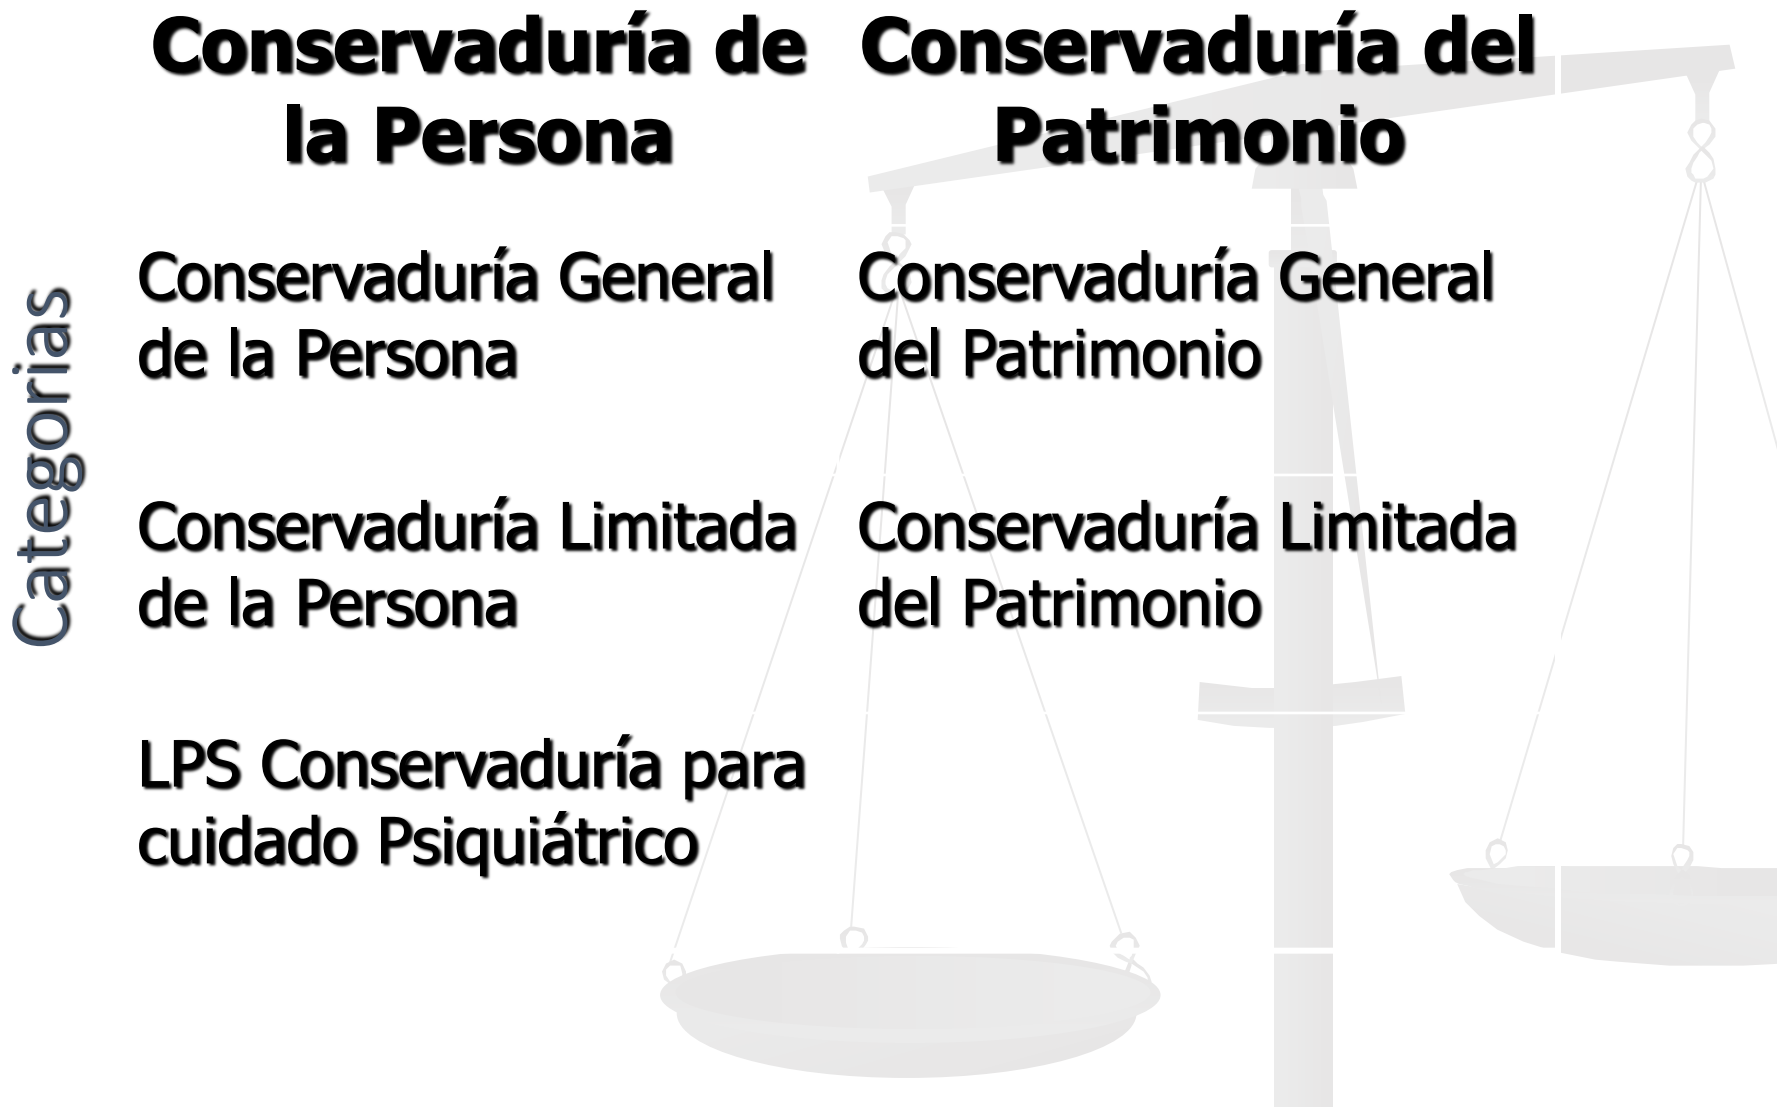 Conservaduría de
la Persona
Conservaduría del
Patrimonio
Categorias
Conservaduría General
de la Persona
Conservaduría General
del Patrimonio
Conservaduría Limitada
de la Persona
Conservaduría Limitada
del Patrimonio
LPS Conservaduría para
cuidado Psiquiátrico